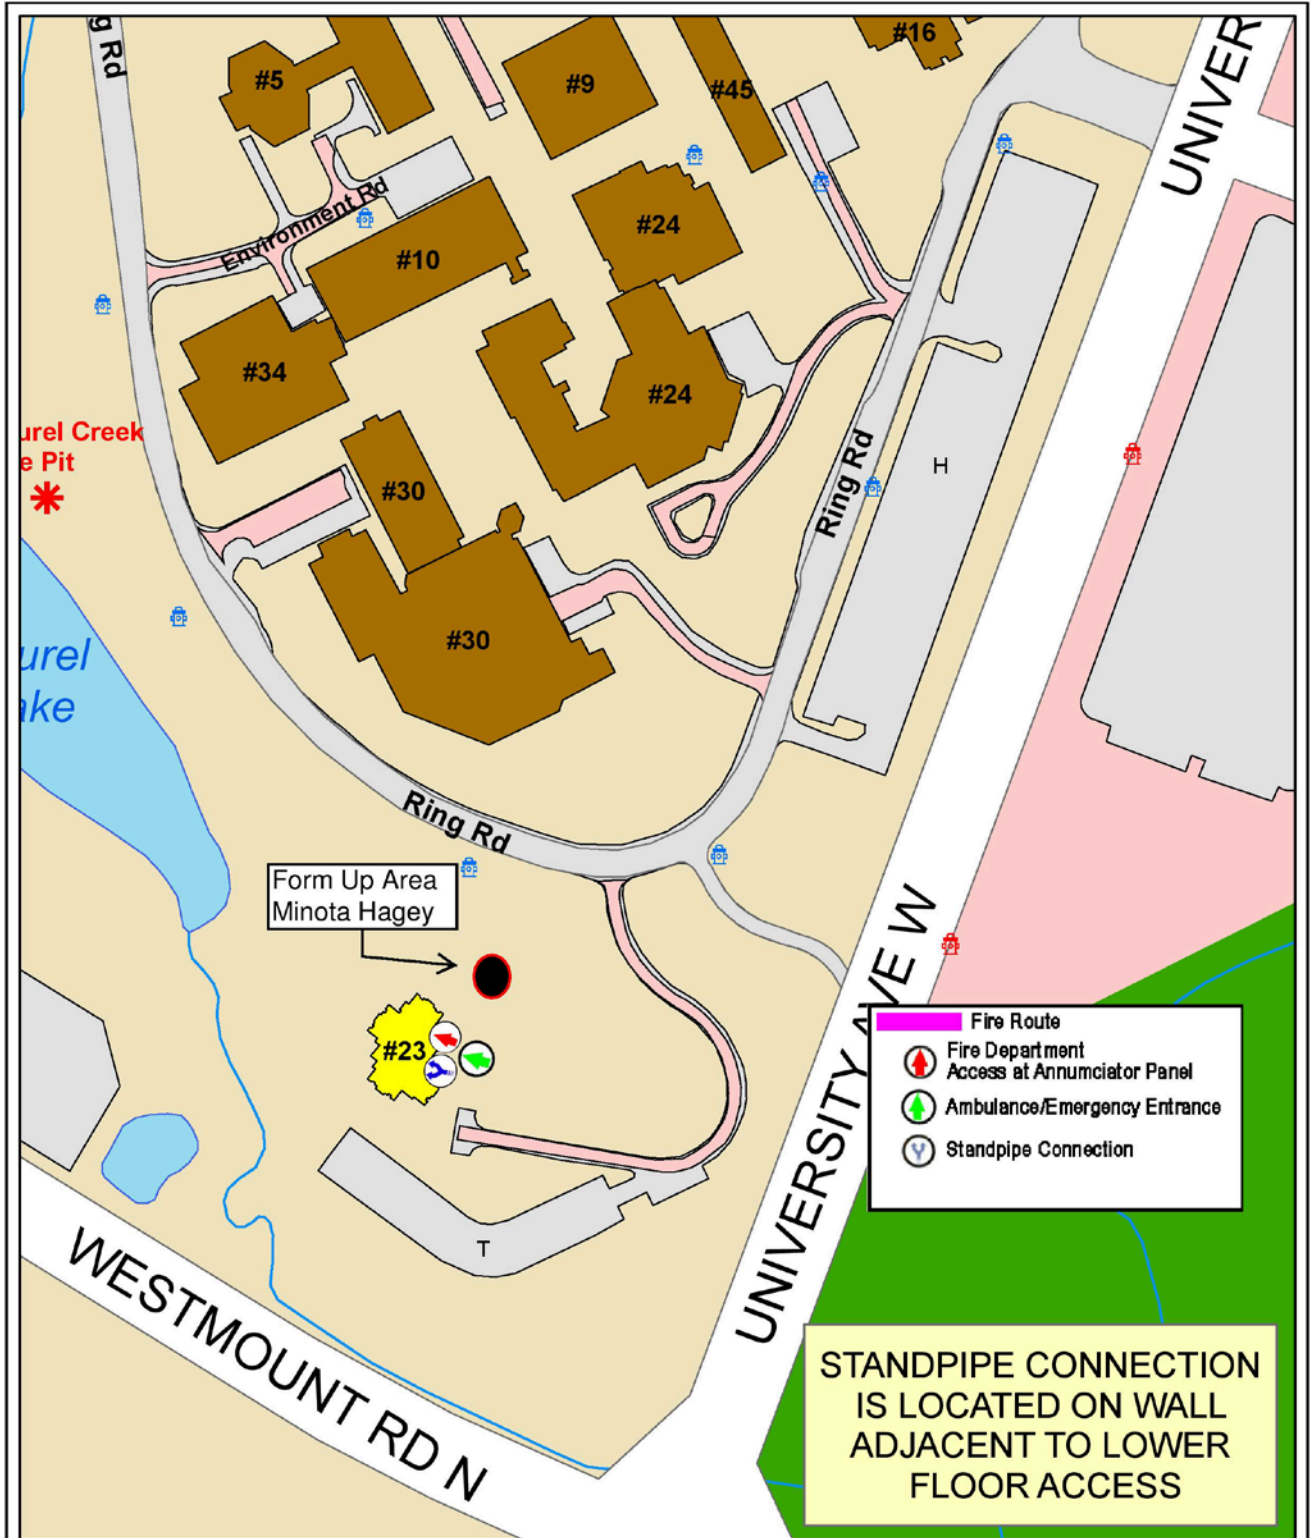 g Rd
#5
#9
#45
#16
UNIVER
Environment Rd
#10
#24
#34
#24
urel Creek
e Pit
#30
Ring Rd
H
#30
urel
ake
Ring Rd
Form Up Area
Minota Hagey
#23
UNIVERSITY AVE W
Fire Route
Fire Department
Access at Annumciator Panel
Ambulance/Emergency Entrance
Standpipe Connection
T
WESTMOUNT RD N
STANDPIPE CONNECTION
IS LOCATED ON WALL
ADJACENT TO LOWER
FLOOR ACCESS